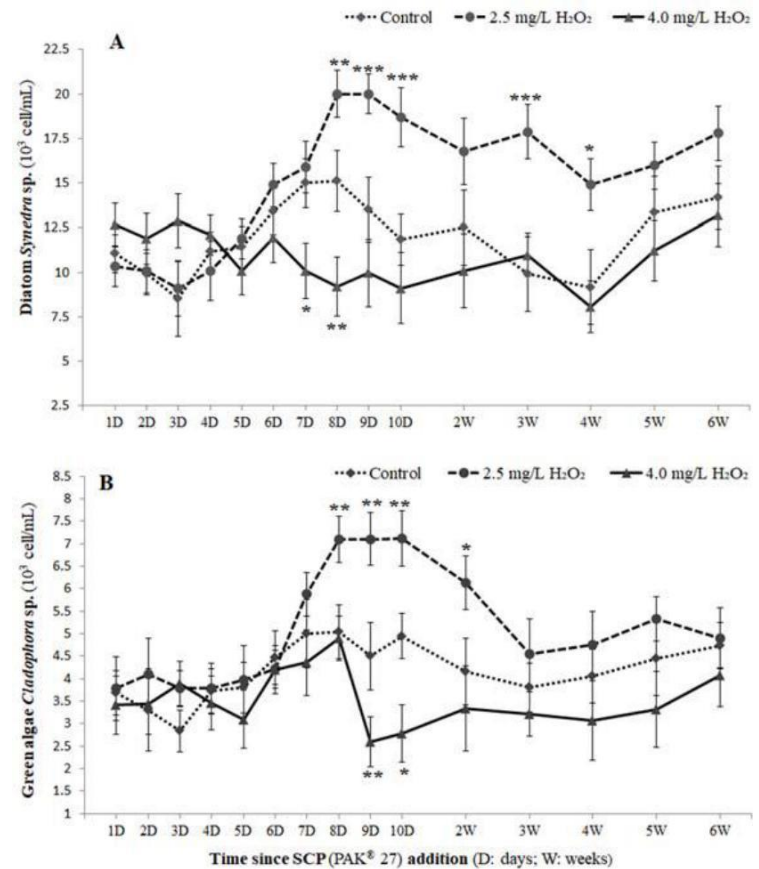 Control 2.5 mg/L H₂O₂ 4.0 mg/L H₂O₂
A
22.5
20
17.5
15
12.5
10
7.5
5
2.5
Diatom Synedra sp. (10³ cell/mL)
** *** *** *** *
* **
1D 2D 3D 4D 5D 6D 7D 8D 9D 10D 2W 3W 4W 5W 6W
B
Control 2.5 mg/L H₂O₂ 4.0 mg/L H₂O₂
8.5
8
7.5
7
6.5
6
5.5
5
4.5
4
3.5
3
2.5
2
1.5
1
Green algae Cladophora sp. (10³ cell/mL)
** ** ** *
** *
1D 2D 3D 4D 5D 6D 7D 8D 9D 10D 2W 3W 4W 5W 6W
Time since SCP (PAK® 27) addition (D: days; W: weeks)